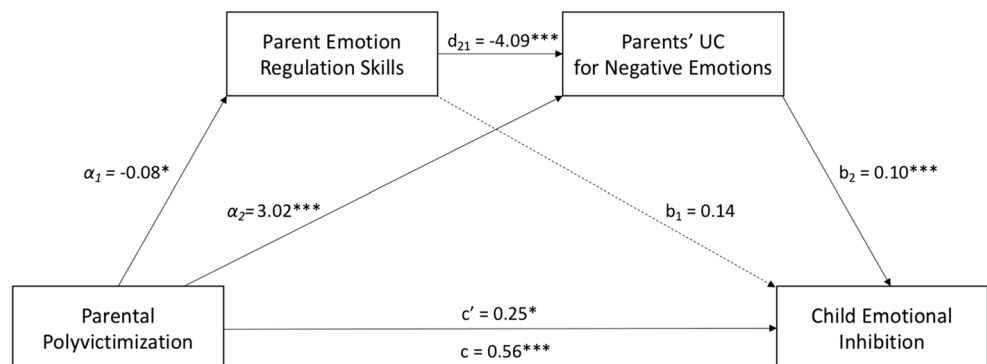 Parent Emotion
Regulation Skills
d21 = -4.09***
Parents’ UC
for Negative Emotions
α1 = -0.08*
α2=3.02***
b1 = 0.14
b2 = 0.10***
Parental
Polyvictimization
c’ = 0.25*
c = 0.56***
Child Emotional
Inhibition